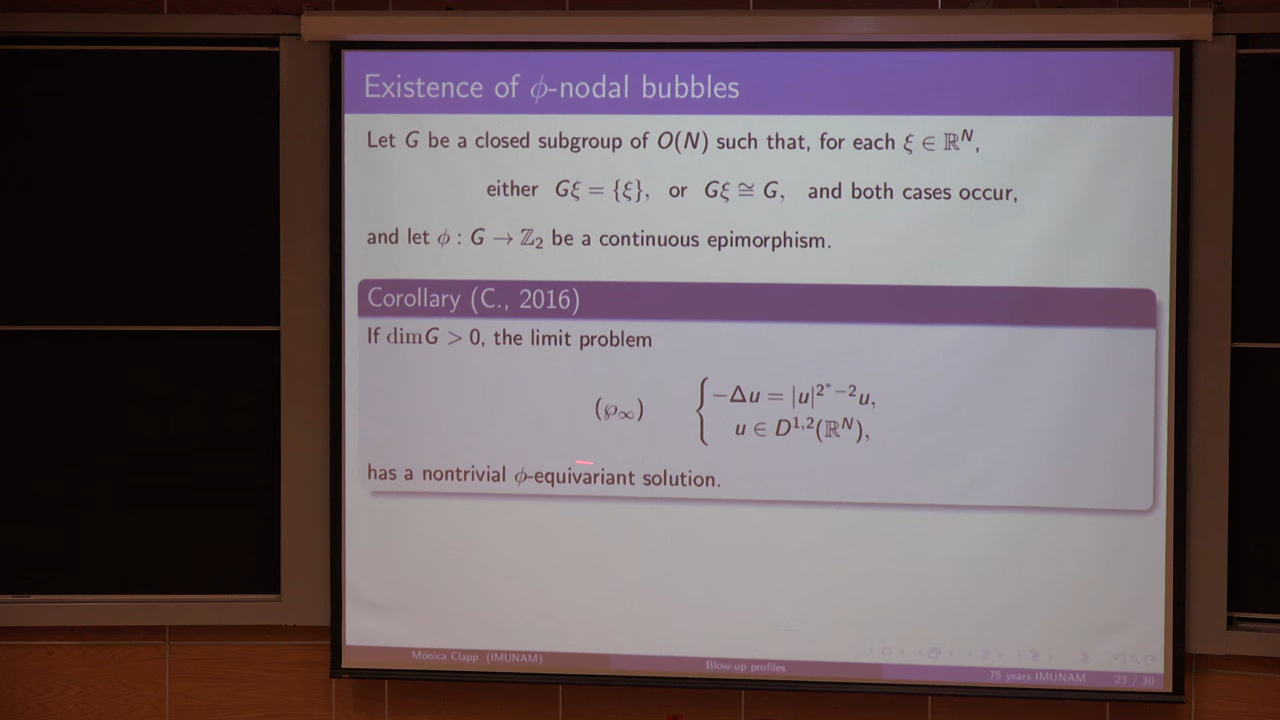 Existence of ϕ-nodal bubbles
Let G be a closed subgroup of O(N) such that, for each ξ ∈ ℝ^N,
either Gξ = {ξ}, or Gξ ≅ G, and both cases occur,
and let ϕ : G → ℤ₂ be a continuous epimorphism.
Corollary (C., 2016)
If dim G > 0, the limit problem
(℘_∞) { −Δu = |u|^{2*−2}u,
u ∈ D^{1,2}(ℝ^N),
has a nontrivial ϕ-equivariant solution.
Mónica Clapp (IMUNAM) Blow-up profiles 75 years IMUNAM 23 / 30